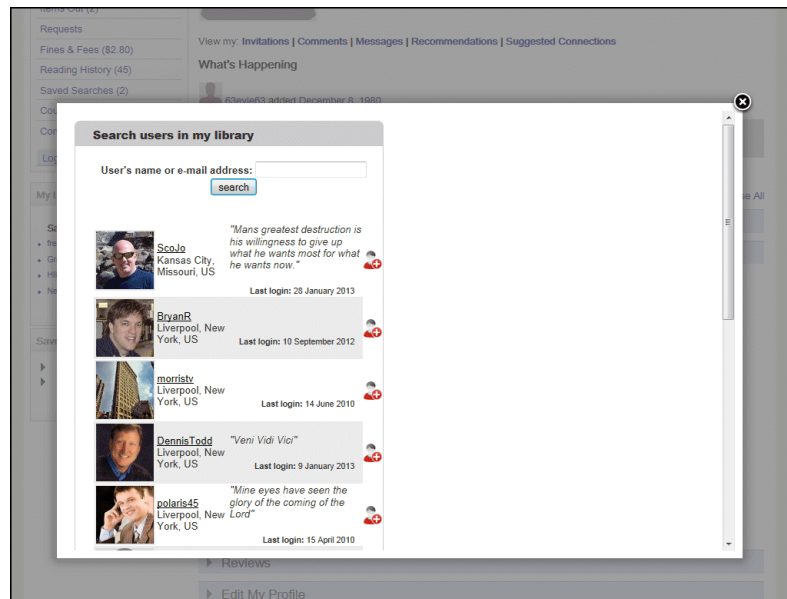 Items Out (2)
Requests
Fines & Fees ($2.80)
Reading History (45)
Saved Searches (2)
View my: Invitations | Comments | Messages | Recommendations | Suggested Connections
What's Happening
63evie63 added December 8, 1980:
Search users in my library
User's name or e-mail address:
search
ScoJo
Kansas City,
Missouri, US
"Mans greatest destruction is
his willingness to give up
what he wants most for what
he wants now."
Last login: 28 January 2013
BryanR
Liverpool, New
York, US
Last login: 10 September 2012
morristv
Liverpool, New
York, US
Last login: 14 June 2010
DennisTodd
Liverpool, New
York, US
"Veni Vidi Vici"
Last login: 9 January 2013
polaris45
Liverpool, New
York, US
"Mine eyes have seen the
glory of the coming of the
Lord"
Last login: 15 April 2010
Reviews
Edit My Profile